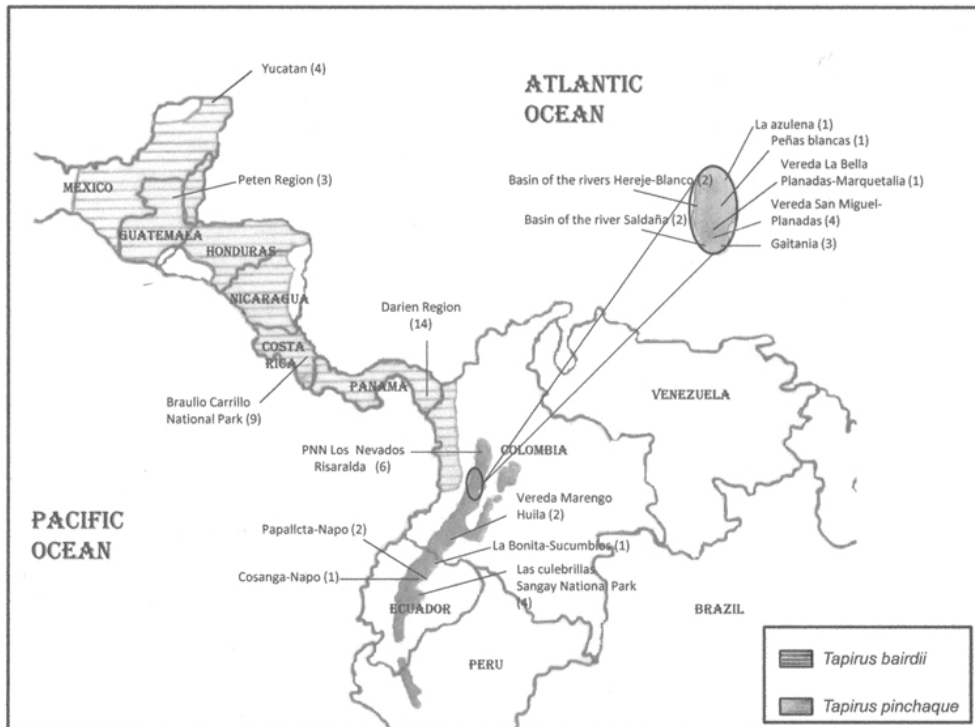 Yucatan (4)
ATLANTIC
OCEAN
La azulena (1)
Peñas blancas (1)
Vereda La Bella
Planadas-Marquetalia (1)
Vereda San Miguel-
Planadas (4)
Gaitania (3)
Basin of the rivers Hereje-Blanco (2)
Basin of the river Saldaña (2)
MEXICO
Peten Region (3)
GUATEMALA
HONDURAS
NICARAGUA
COSTA
RICA
Darien Region
(14)
PANAMA
Braulio Carrillo
National Park (9)
VENEZUELA
PNN Los Nevados
Risaralda (6)
COLOMBIA
PACIFIC
OCEAN
Vereda Marengo
Huila (2)
Papallcta-Napo (2)
La Bonita-Sucumbios (1)
Cosanga-Napo (1)
Las culebrillas
Sangay National Park
(4)
ECUADOR
BRAZIL
PERU
Tapirus bairdii
Tapirus pinchaque